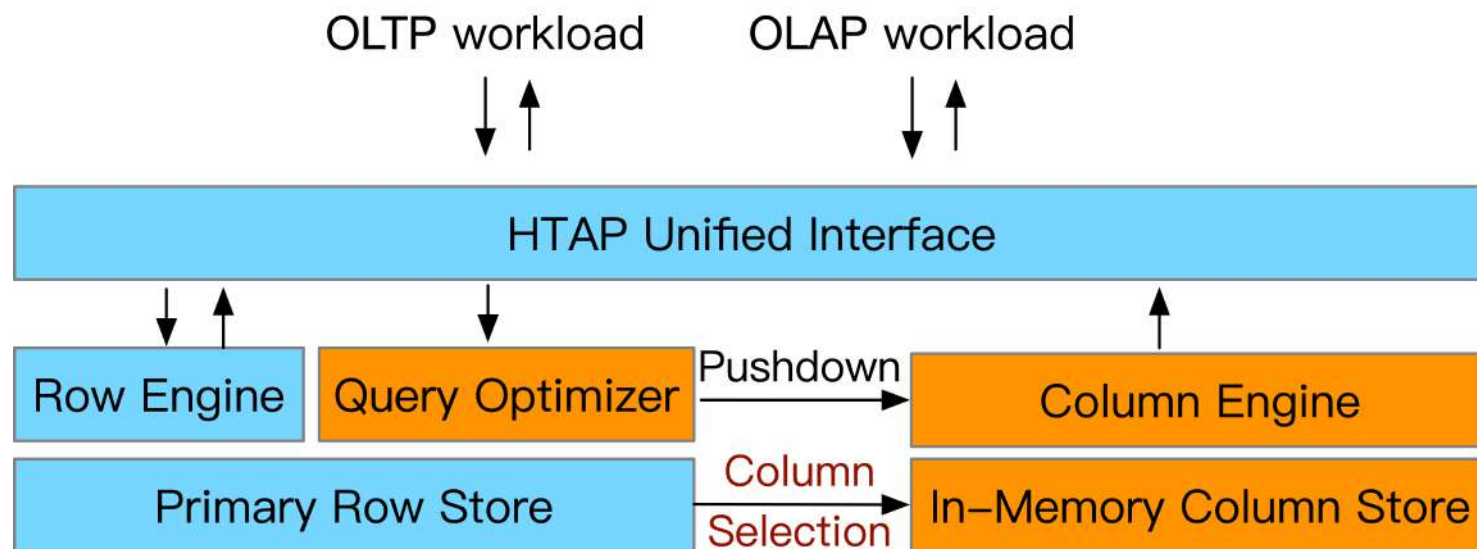 OLTP workload
OLAP workload
HTAP Unified Interface
Row Engine
Query Optimizer
Pushdown
Column Engine
Primary Row Store
Column
Selection
In-Memory Column Store